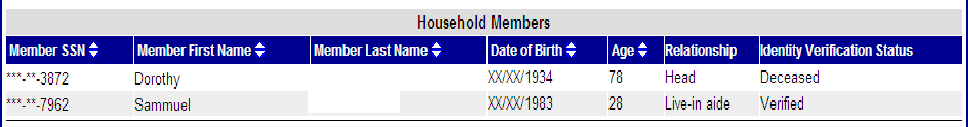 Household Members
Member SSN Member First Name Member Last Name Date of Birth Age Relationship Identity Verification Status
***-**-3872 Dorothy XX/XX/1934 78 Head Deceased
***-**-7962 Sammuel XX/XX/1983 28 Live-in aide Verified